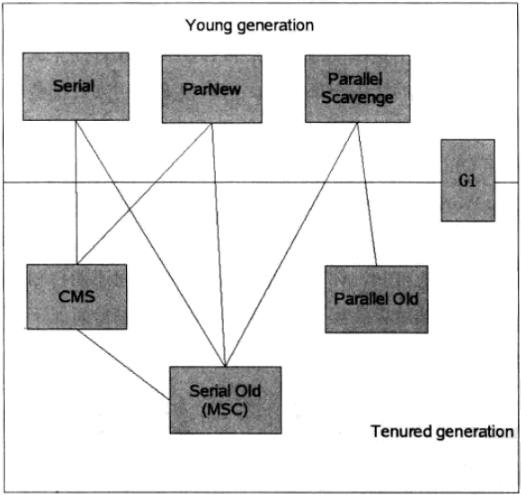 Young generation
Serial
ParNew
Parallel
Scavenge
G1
CMS
Parallel Old
Serial Old
(MSC)
Tenured generation